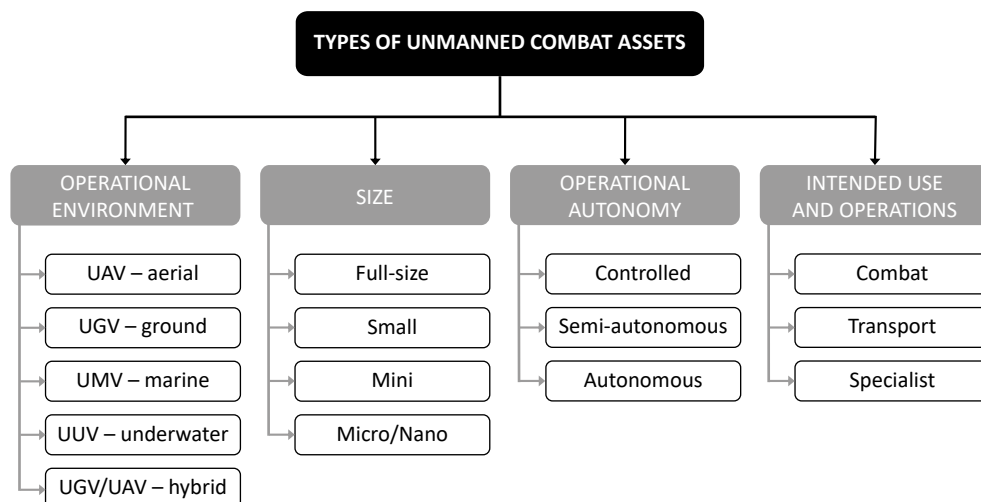 TYPES OF UNMANNED COMBAT ASSETS
OPERATIONAL
ENVIRONMENT
UAV – aerial
UGV – ground
UMV – marine
UUV – underwater
UGV/UAV – hybrid
SIZE
Full-size
Small
Mini
Micro/Nano
OPERATIONAL
AUTONOMY
Controlled
Semi-autonomous
Autonomous
INTENDED USE
AND OPERATIONS
Combat
Transport
Specialist